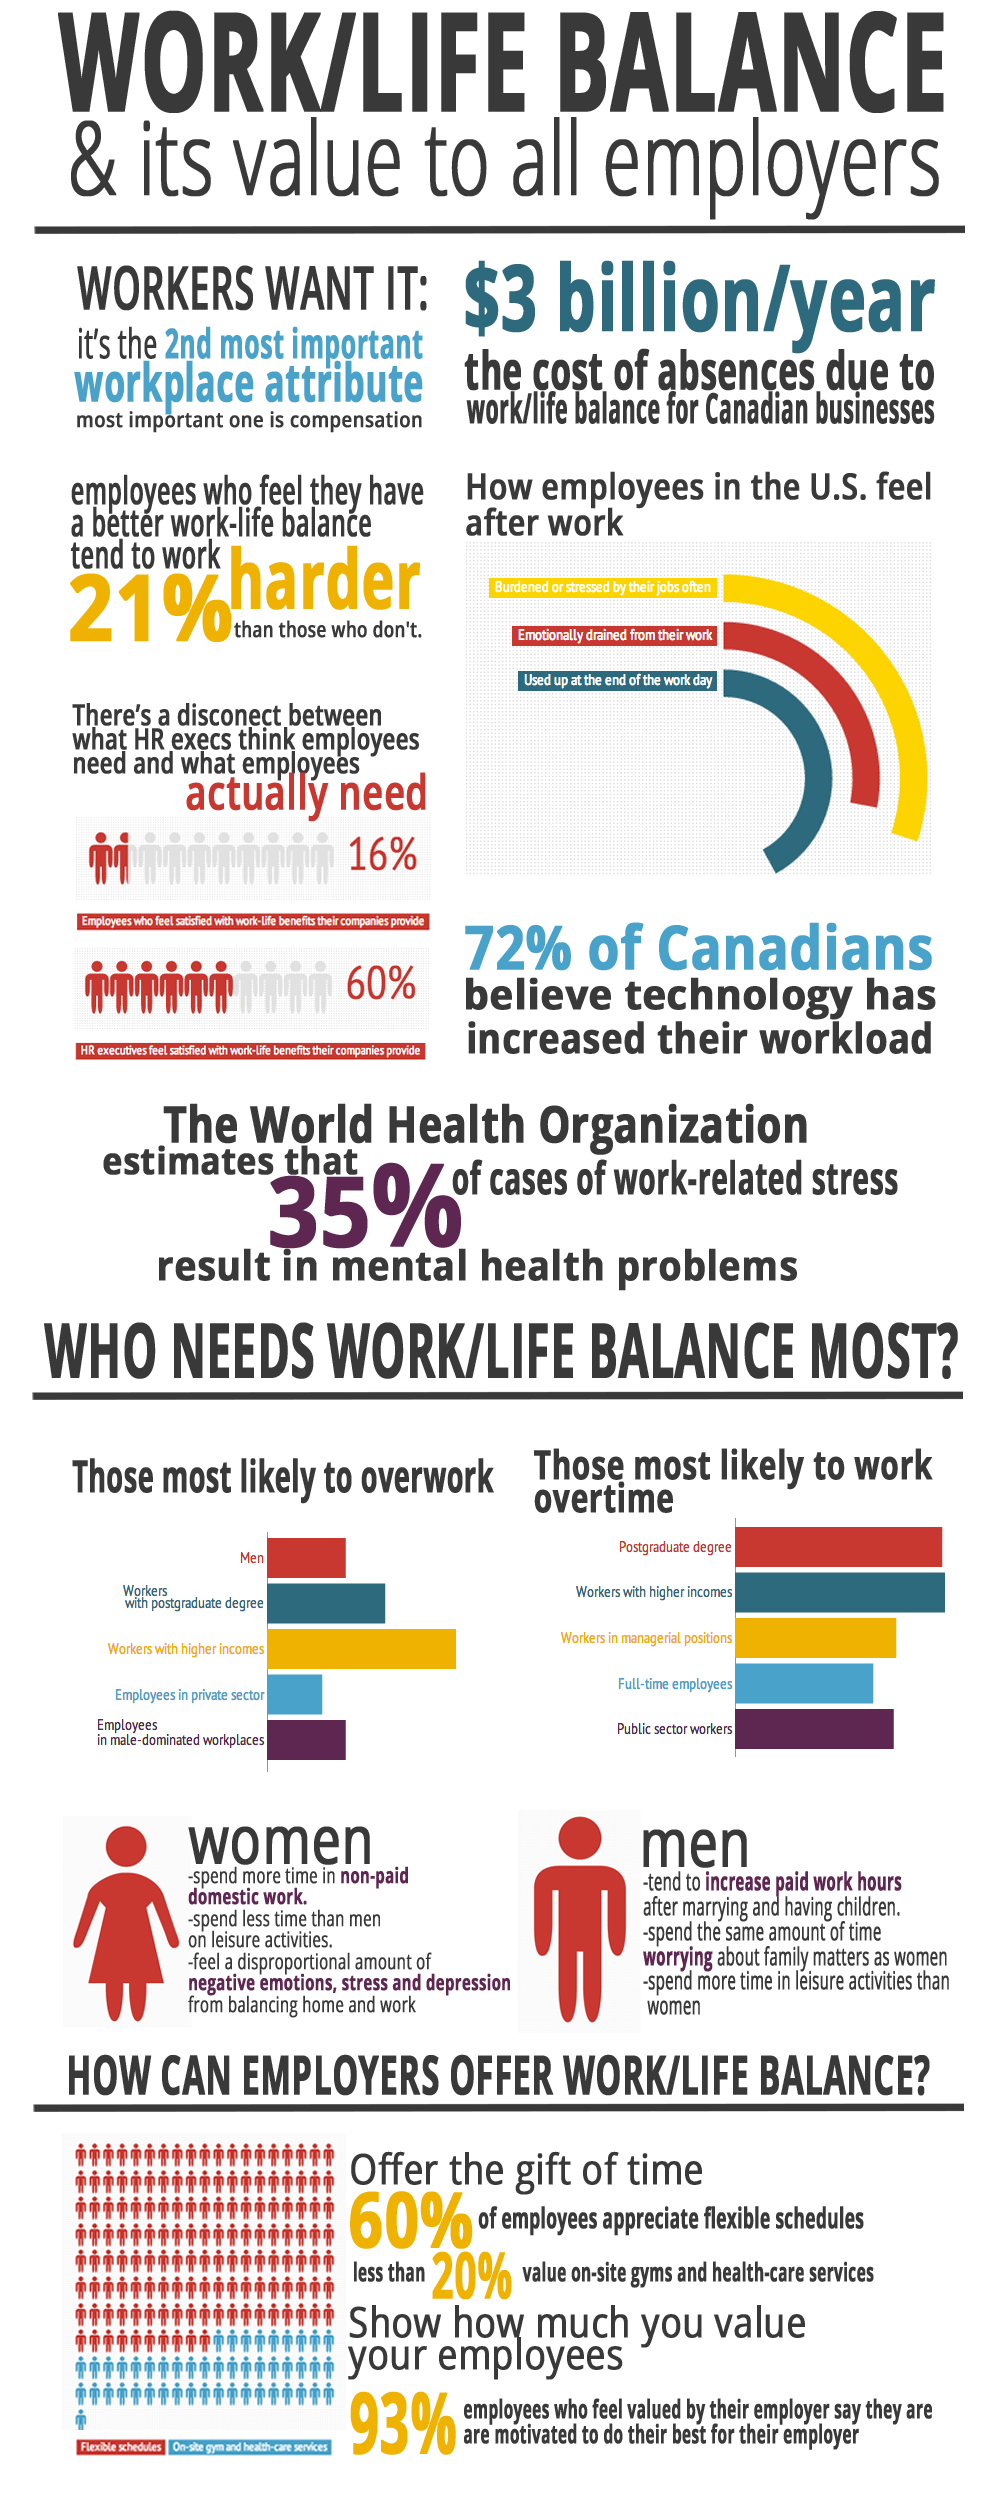 WORK/LIFE BALANCE
& its value to all employers
WORKERS WANT IT:
it's the 2nd most important
workplace attribute
most important one is compensation
$3 billion/year
the cost of absences due to
work/life balance for Canadian businesses
employees who feel they have
a better work-life balance
tend to work
21% harder
than those who don't.
How employees in the U.S. feel
after work
Burdened or stressed by their jobs often
Emotionally drained from their work
Used up at the end of the work day
There's a disconect between
what HR execs think employees
need and what employees
actually need
16%
Employees who feel satisfied with work-life benefits their companies provide
60%
HR executives feel satisfied with work-life benefits their companies provide
72% of Canadians
believe technology has
increased their workload
The World Health Organization
estimates that
35% of cases of work-related stress
result in mental health problems
WHO NEEDS WORK/LIFE BALANCE MOST?
Those most likely to overwork
Men
Workers
with postgraduate degree
Workers with higher incomes
Employees in private sector
Employees
in male-dominated workplaces
Those most likely to work
overtime
Postgraduate degree
Workers with higher incomes
Workers in managerial positions
Full-time employees
Public sector workers
women
-spend more time in non-paid
domestic work.
-spend less time than men
on leisure activities.
-feel a disproportional amount of
negative emotions, stress and depression
from balancing home and work
men
-tend to increase paid work hours
after marrying and having children.
-spend the same amount of time
worrying about family matters as women
-spend more time in leisure activities than
women
HOW CAN EMPLOYERS OFFER WORK/LIFE BALANCE?
Flexible schedules
On-site gym and health-care services
Offer the gift of time
60% of employees appreciate flexible schedules
less than 20% value on-site gyms and health-care services
Show how much you value
your employees
93% employees who feel valued by their employer say they are
are motivated to do their best for their employer